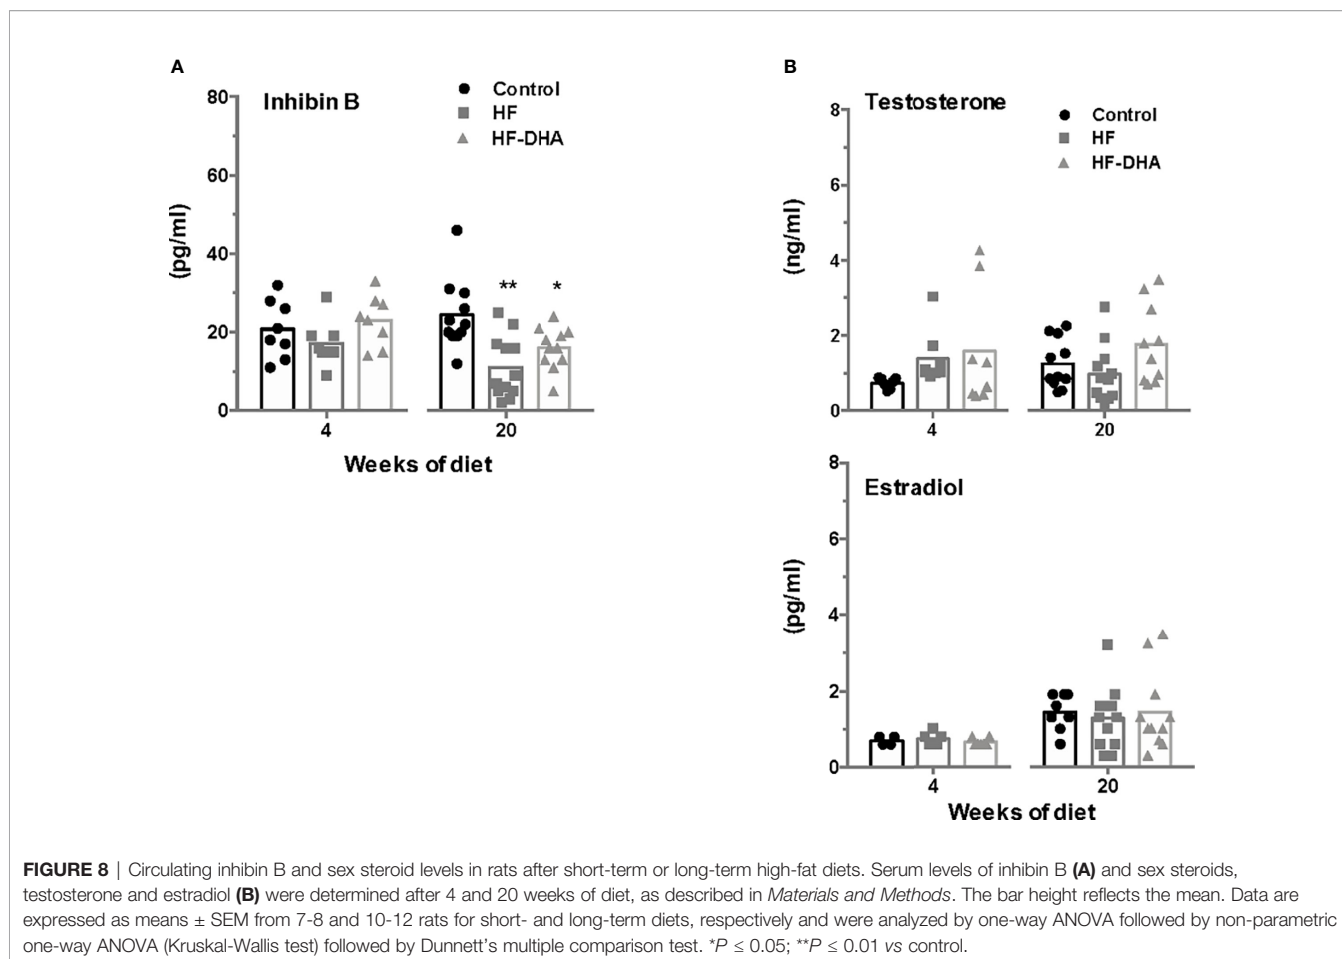 A
Inhibin B
Control
HF
HF-DHA
80
60
40
20
0
(pg/ml)
**
*
4
20
Weeks of diet
B
Testosterone
Control
HF
HF-DHA
8
6
4
2
0
(ng/ml)
4
20
Estradiol
8
6
4
2
0
(pg/ml)
4
20
Weeks of diet
FIGURE 8 | Circulating inhibin B and sex steroid levels in rats after short-term or long-term high-fat diets. Serum levels of inhibin B (A) and sex steroids,
testosterone and estradiol (B) were determined after 4 and 20 weeks of diet, as described in Materials and Methods. The bar height reflects the mean. Data are
expressed as means ± SEM from 7-8 and 10-12 rats for short- and long-term diets, respectively and were analyzed by one-way ANOVA followed by non-parametric
one-way ANOVA (Kruskal-Wallis test) followed by Dunnett's multiple comparison test. *P ≤ 0.05; **P ≤ 0.01 vs control.